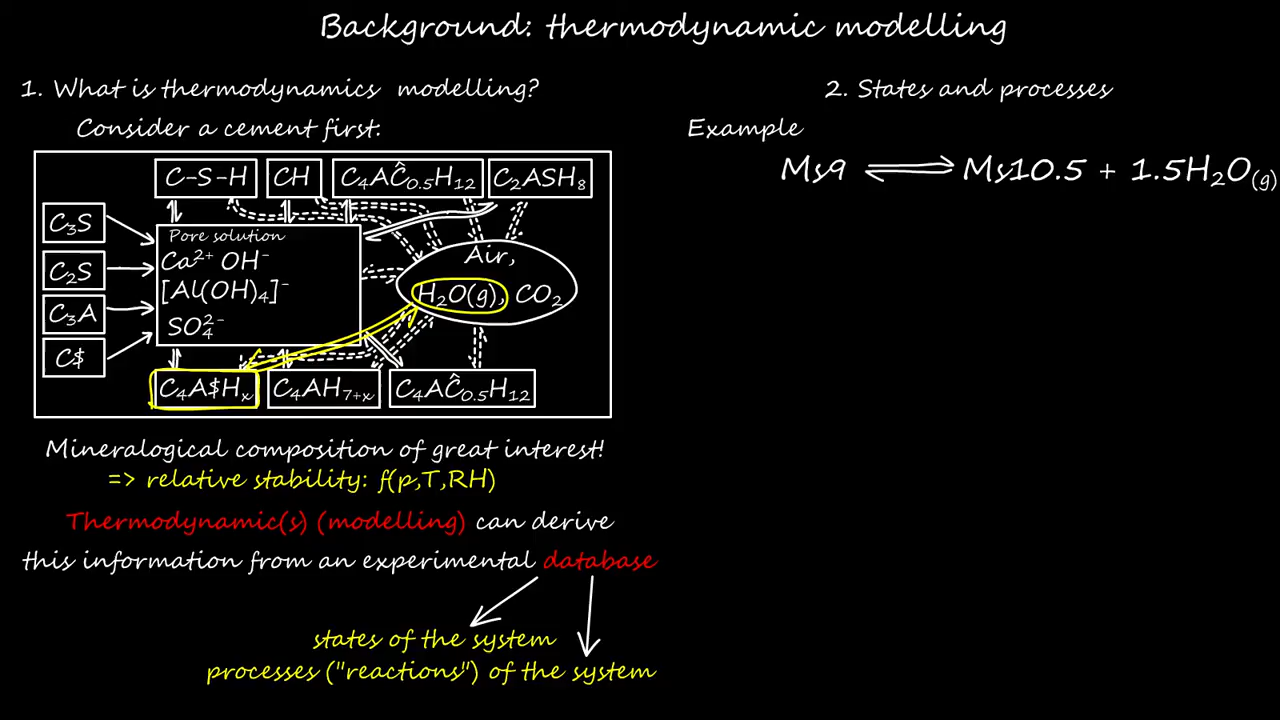 Background: thermodynamic modelling
1. What is thermodynamics modelling?
Consider a cement first:
C-S-H
CH
C₄AĈ₀.₅H₁₂
C₂ASH₈
C₃S
C₂S
C₃A
C$
Pore solution
Ca²⁺ OH⁻
[Al(OH)₄]⁻
SO₄²⁻
Air,
H₂O(g), CO₂
C₄A$Hₓ
C₄AH₇₊ₓ
C₄AĈ₀.₅H₁₂
Mineralogical composition of great interest!
=> relative stability: f(p,T,RH)
Thermodynamic(s) (modelling) can derive
this information from an experimental database
states of the system
processes ("reactions") of the system
2. States and processes
Example
Ms9 ⇌ Ms10.5 + 1.5H₂O(g)